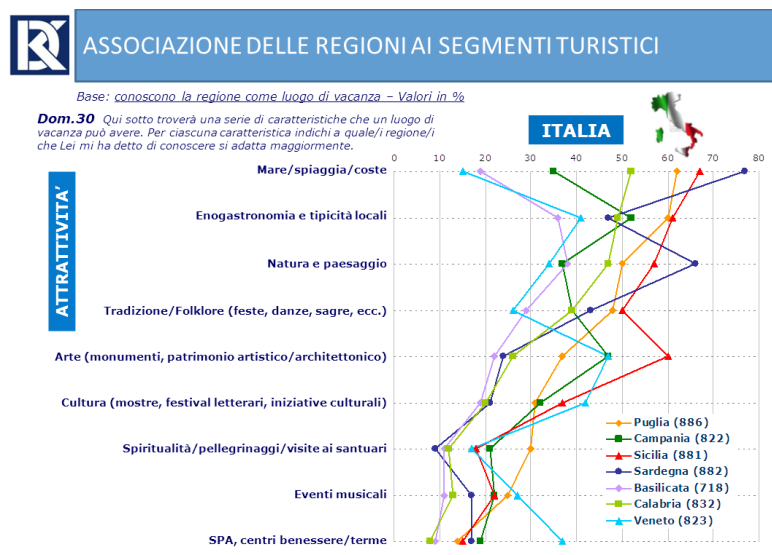 DK
ASSOCIAZIONE DELLE REGIONI AI SEGMENTI TURISTICI
Base: conoscono la regione come luogo di vacanza – Valori in %
Dom.30 Qui sotto troverà una serie di caratteristiche che un luogo di
vacanza può avere. Per ciascuna caratteristica indichi a quale/i regione/i
che Lei mi ha detto di conoscere si adatta maggiormente.
ITALIA
0 10 20 30 40 50 60 70 80
ATTRATTIVITA’
Mare/spiaggia/coste
Enogastronomia e tipicità locali
Natura e paesaggio
Tradizione/Folklore (feste, danze, sagre, ecc.)
Arte (monumenti, patrimonio artistico/architettonico)
Cultura (mostre, festival letterari, iniziative culturali)
Spiritualità/pellegrinaggi/visite ai santuari
Eventi musicali
SPA, centri benessere/terme
Puglia (886)
Campania (822)
Sicilia (881)
Sardegna (882)
Basilicata (718)
Calabria (832)
Veneto (823)